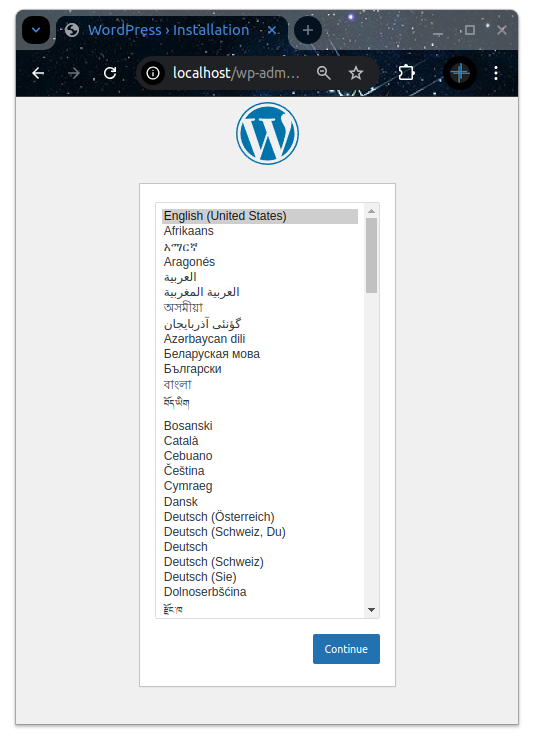 WordPress › Installation
localhost/wp-adm...
English (United States)
Afrikaans
አማርኛ
Aragonés
العربية
العربية المغربية
অসমীয়া
گؤنئی آذربایجان
Azərbaycan dili
Беларуская мова
Български
বাংলা
བོད་ཡིག
Bosanski
Català
Cebuano
Čeština
Cymraeg
Dansk
Deutsch (Österreich)
Deutsch (Schweiz, Du)
Deutsch
Deutsch (Schweiz)
Deutsch (Sie)
Dolnoserbšćina
རྫོང་ཁ
Continue